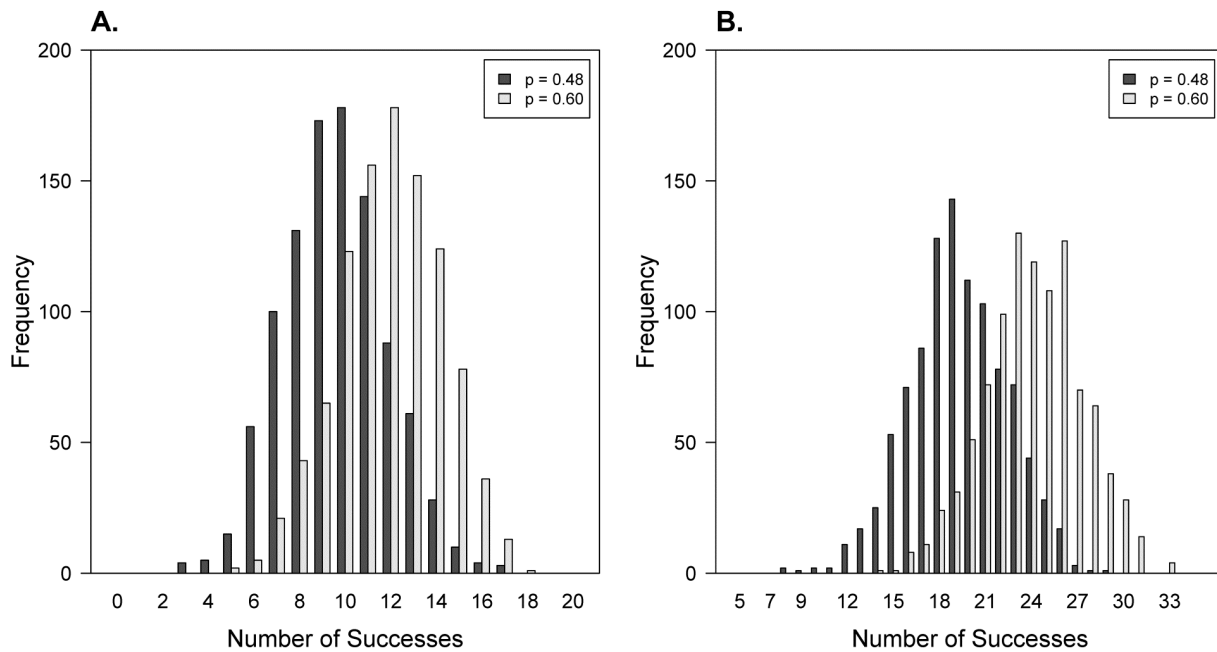 A.
200
150
100
50
0
Frequency
p = 0.48
p = 0.60
0 2 4 6 8 10 12 14 16 18 20
Number of Successes
B.
200
150
100
50
0
Frequency
p = 0.48
p = 0.60
5 7 9 12 15 18 21 24 27 30 33
Number of Successes